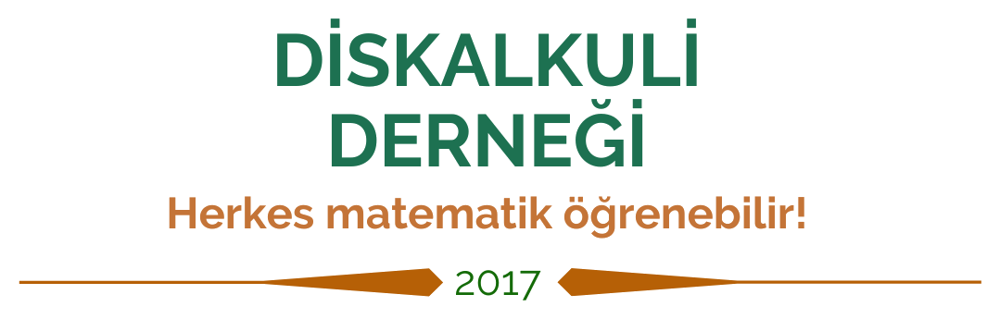 DİSKALKULİ
DERNEĞİ
Herkes matematik öğrenebilir!
2017